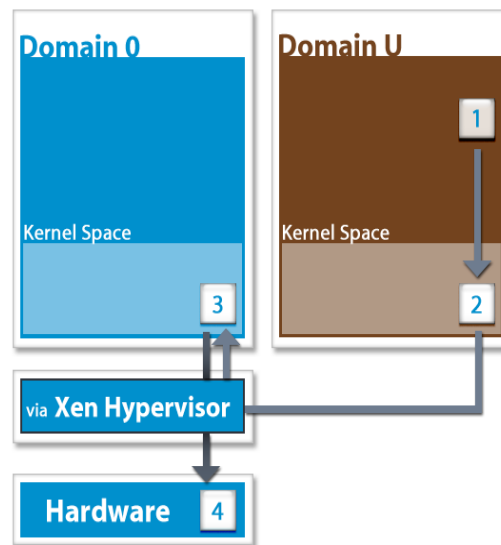 Domain 0
Domain U
1
Kernel Space
Kernel Space
3
2
via Xen Hypervisor
Hardware 4